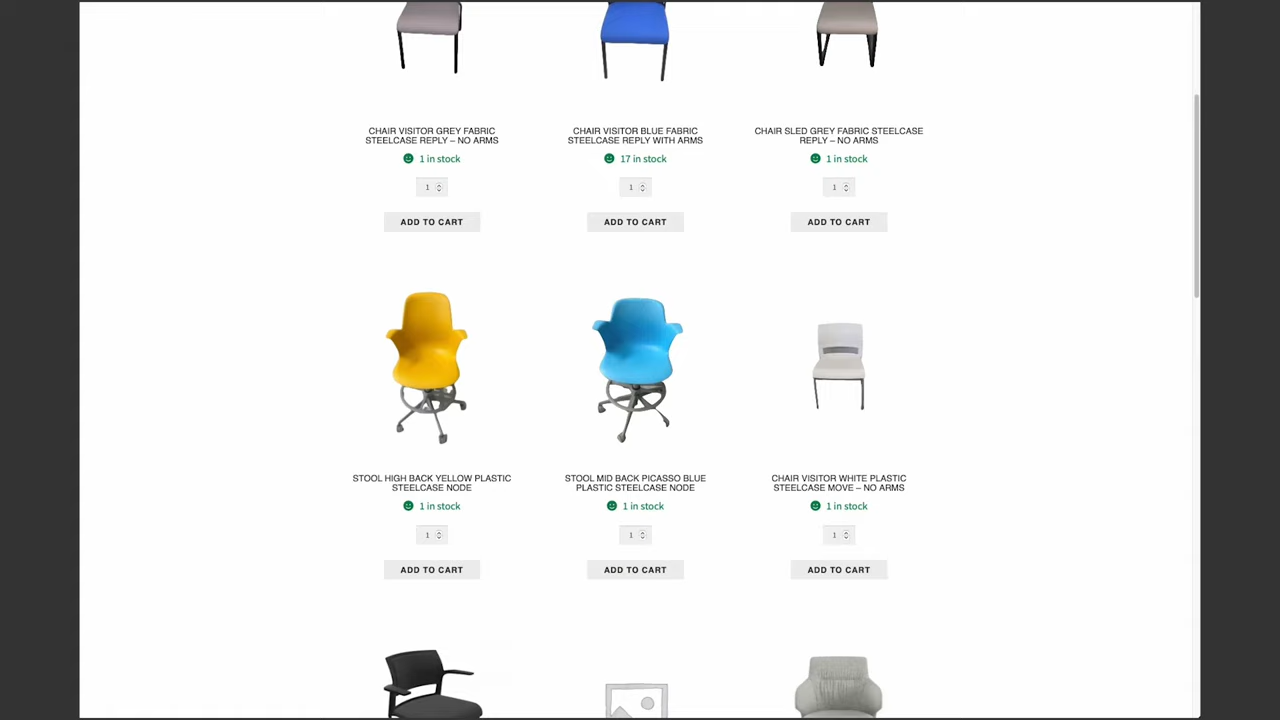 CHAIR VISITOR GREY FABRIC
STEELCASE REPLY – NO ARMS
1 in stock
1
ADD TO CART
CHAIR VISITOR BLUE FABRIC
STEELCASE REPLY WITH ARMS
17 in stock
1
ADD TO CART
CHAIR SLED GREY FABRIC STEELCASE
REPLY – NO ARMS
1 in stock
1
ADD TO CART
STOOL HIGH BACK YELLOW PLASTIC
STEELCASE NODE
1 in stock
1
ADD TO CART
STOOL MID BACK PICASSO BLUE
PLASTIC STEELCASE NODE
1 in stock
1
ADD TO CART
CHAIR VISITOR WHITE PLASTIC
STEELCASE MOVE – NO ARMS
1 in stock
1
ADD TO CART